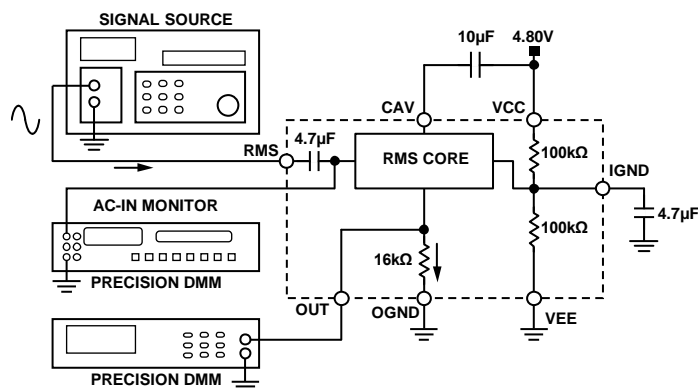 SIGNAL SOURCE
10µF
4.80V
CAV
VCC
4.7µF
100kΩ
RMS
RMS CORE
IGND
AC-IN MONITOR
4.7µF
100kΩ
16kΩ
PRECISION DMM
OUT
OGND
VEE
PRECISION DMM